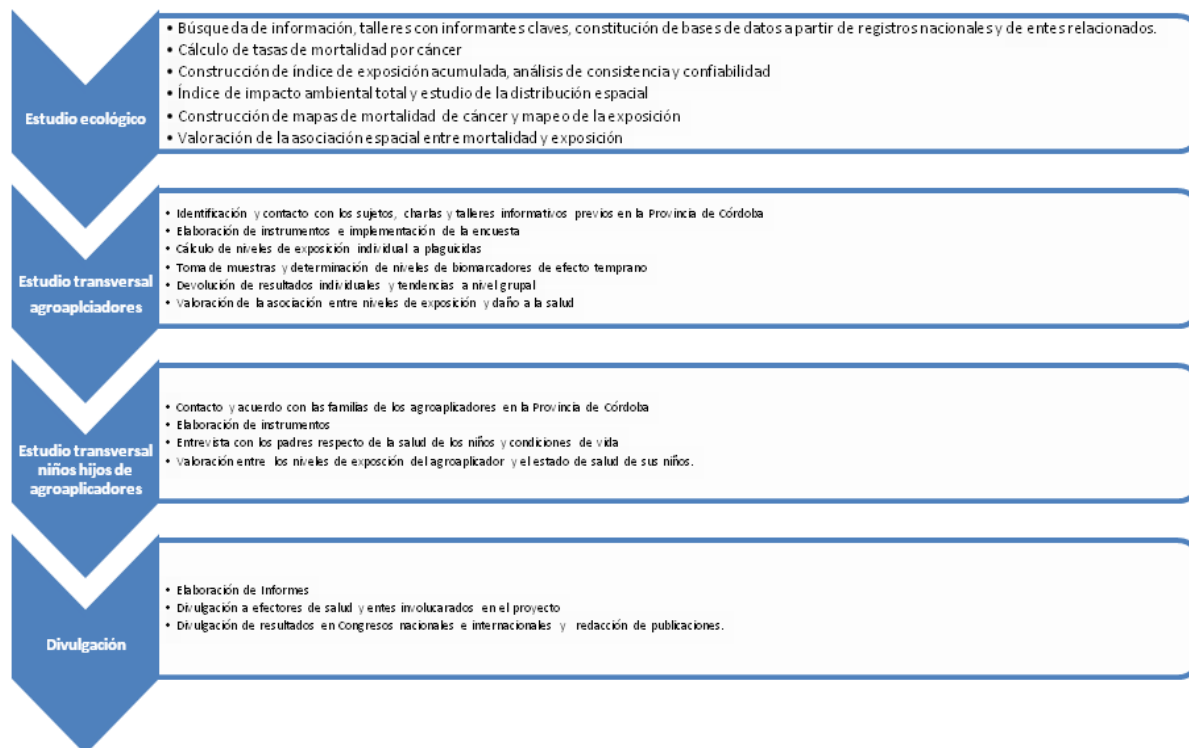 Estudio ecológico
• Búsqueda de información, talleres con informantes claves, constitución de bases de datos a partir de registros nacionales y de entes relacionados.
• Cálculo de tasas de mortalidad por cáncer
• Construcción de índice de exposición acumulada, análisis de consistencia y confiabilidad
• Índice de impacto ambiental total y estudio de la distribución espacial
• Construcción de mapas de mortalidad de cáncer y mapeo de la exposición
• Valoración de la asociación espacial entre mortalidad y exposición
Estudio transversal
agroaplciadores
• Identificación y contacto con los sujetos, charlas y talleres informativos previos en la Provincia de Córdoba
• Elaboración de instrumentos e implementación de la encuesta
• Cálculo de niveles de exposición individual a plaguicidas
• Toma de muestras y determinación de niveles de biomarcadores de efecto temprano
• Devolución de resultados individuales y tendencias a nivel grupal
• Valoración de la asociación entre niveles de exposición y daño a la salud
Estudio transversal
niños hijos de
agroaplicadores
• Contacto y acuerdo con las familias de los agroaplicadores en la Provincia de Córdoba
• Elaboración de instrumentos
• Entrevista con los padres respecto de la salud de los niños y condiciones de vida
• Valoración entre los niveles de exposción del agroaplicador y el estado de salud de sus niños.
Divulgación
• Elaboración de Informes
• Divulgación a efectores de salud y entes involucarados en el proyecto
• Divulgación de resultados en Congresos nacionales e internacionales y redacción de publicaciones.